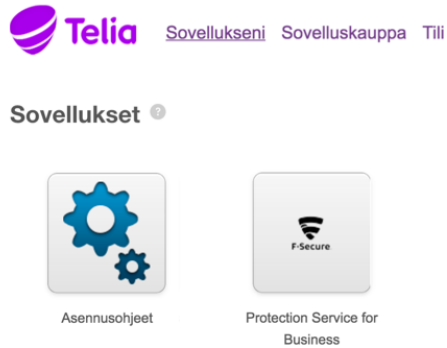 Telia Sovellukseni Sovelluskauppa Tili
Sovellukset ?
F-Secure
Asennusohjeet Protection Service for
Business